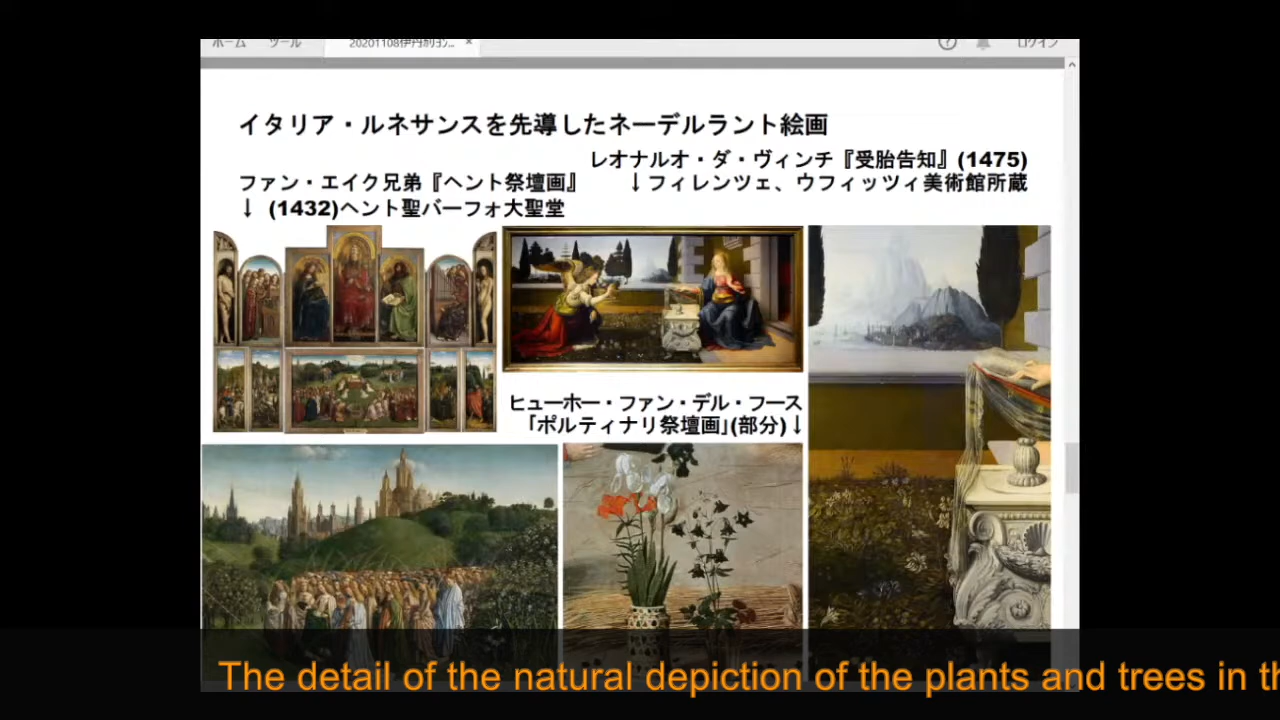 ホーム ツール 20201108伊丹市ヨン... × ? ログイン
イタリア・ルネサンスを先導したネーデルラント絵画
レオナルオ・ダ・ヴィンチ『受胎告知』(1475)
↓フィレンツェ、ウフィッツィ美術館所蔵
ファン・エイク兄弟『ヘント祭壇画』
↓ (1432)ヘント聖バーフォ大聖堂
ヒューホー・ファン・デル・フース
「ポルティナリ祭壇画」(部分)↓
The detail of the natural depiction of the plants and trees in th